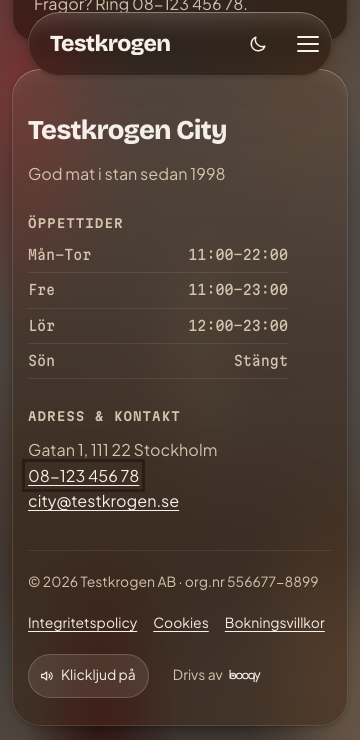 Frågor? Ring 08-123 456 78.
Testkrogen
Testkrogen City
God mat i stan sedan 1998
ÖPPETTIDER
Mån-Tor 11:00-22:00
Fre 11:00-23:00
Lör 12:00-23:00
Sön Stängt
ADRESS & KONTAKT
Gatan 1, 111 22 Stockholm
08-123 456 78
city@testkrogen.se
© 2026 Testkrogen AB · org.nr 556677-8899
Integritetspolicy Cookies Bokningsvillkor
Klickljud på Drivs av booqy